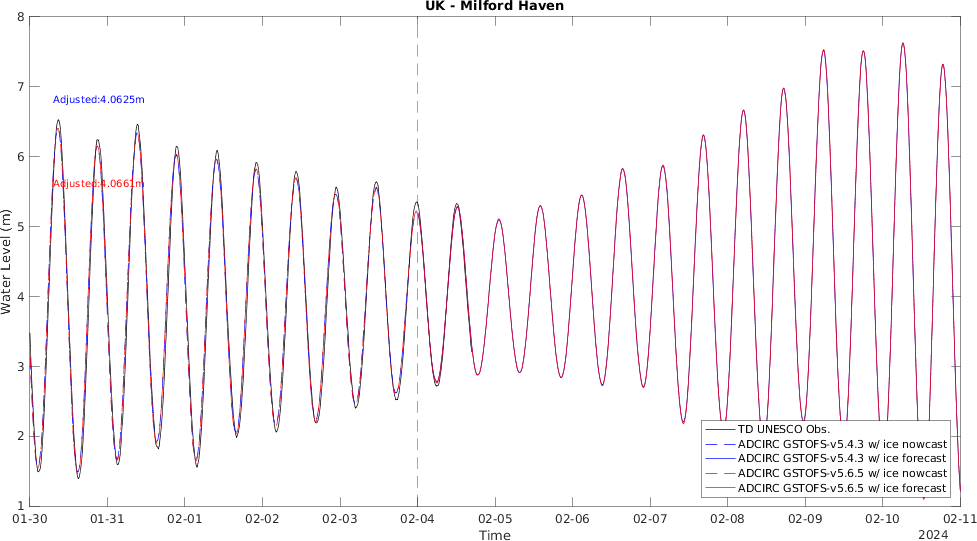 UK - Milford Haven
8
7
6
5
4
3
2
1
Water Level (m)
Adjusted:4.0625m
Adjusted:4.0661m
TD UNESCO Obs.
ADCIRC GSTOFS-v5.4.3 w/ ice nowcast
ADCIRC GSTOFS-v5.4.3 w/ ice forecast
ADCIRC GSTOFS-v5.6.5 w/ ice nowcast
ADCIRC GSTOFS-v5.6.5 w/ ice forecast
01-30 01-31 02-01 02-02 02-03 02-04 02-05 02-06 02-07 02-08 02-09 02-10 02-11
Time
2024